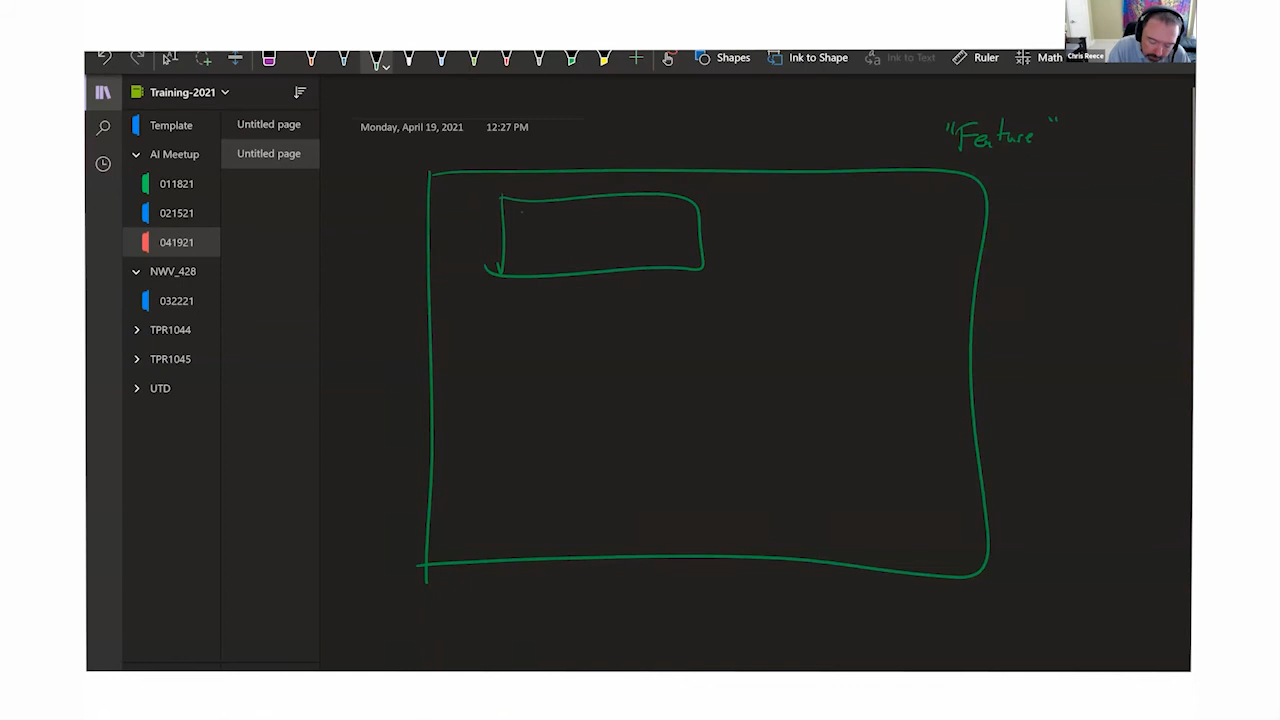 Shapes
Ink to Shape
Ink to Text
Ruler
Math
Chris Reece
Training-2021
Template
AI Meetup
011821
021521
041921
NWV_428
032221
TPR1044
TPR1045
UTD
Untitled page
Untitled page
Monday, April 19, 2021 12:27 PM
"Feature"